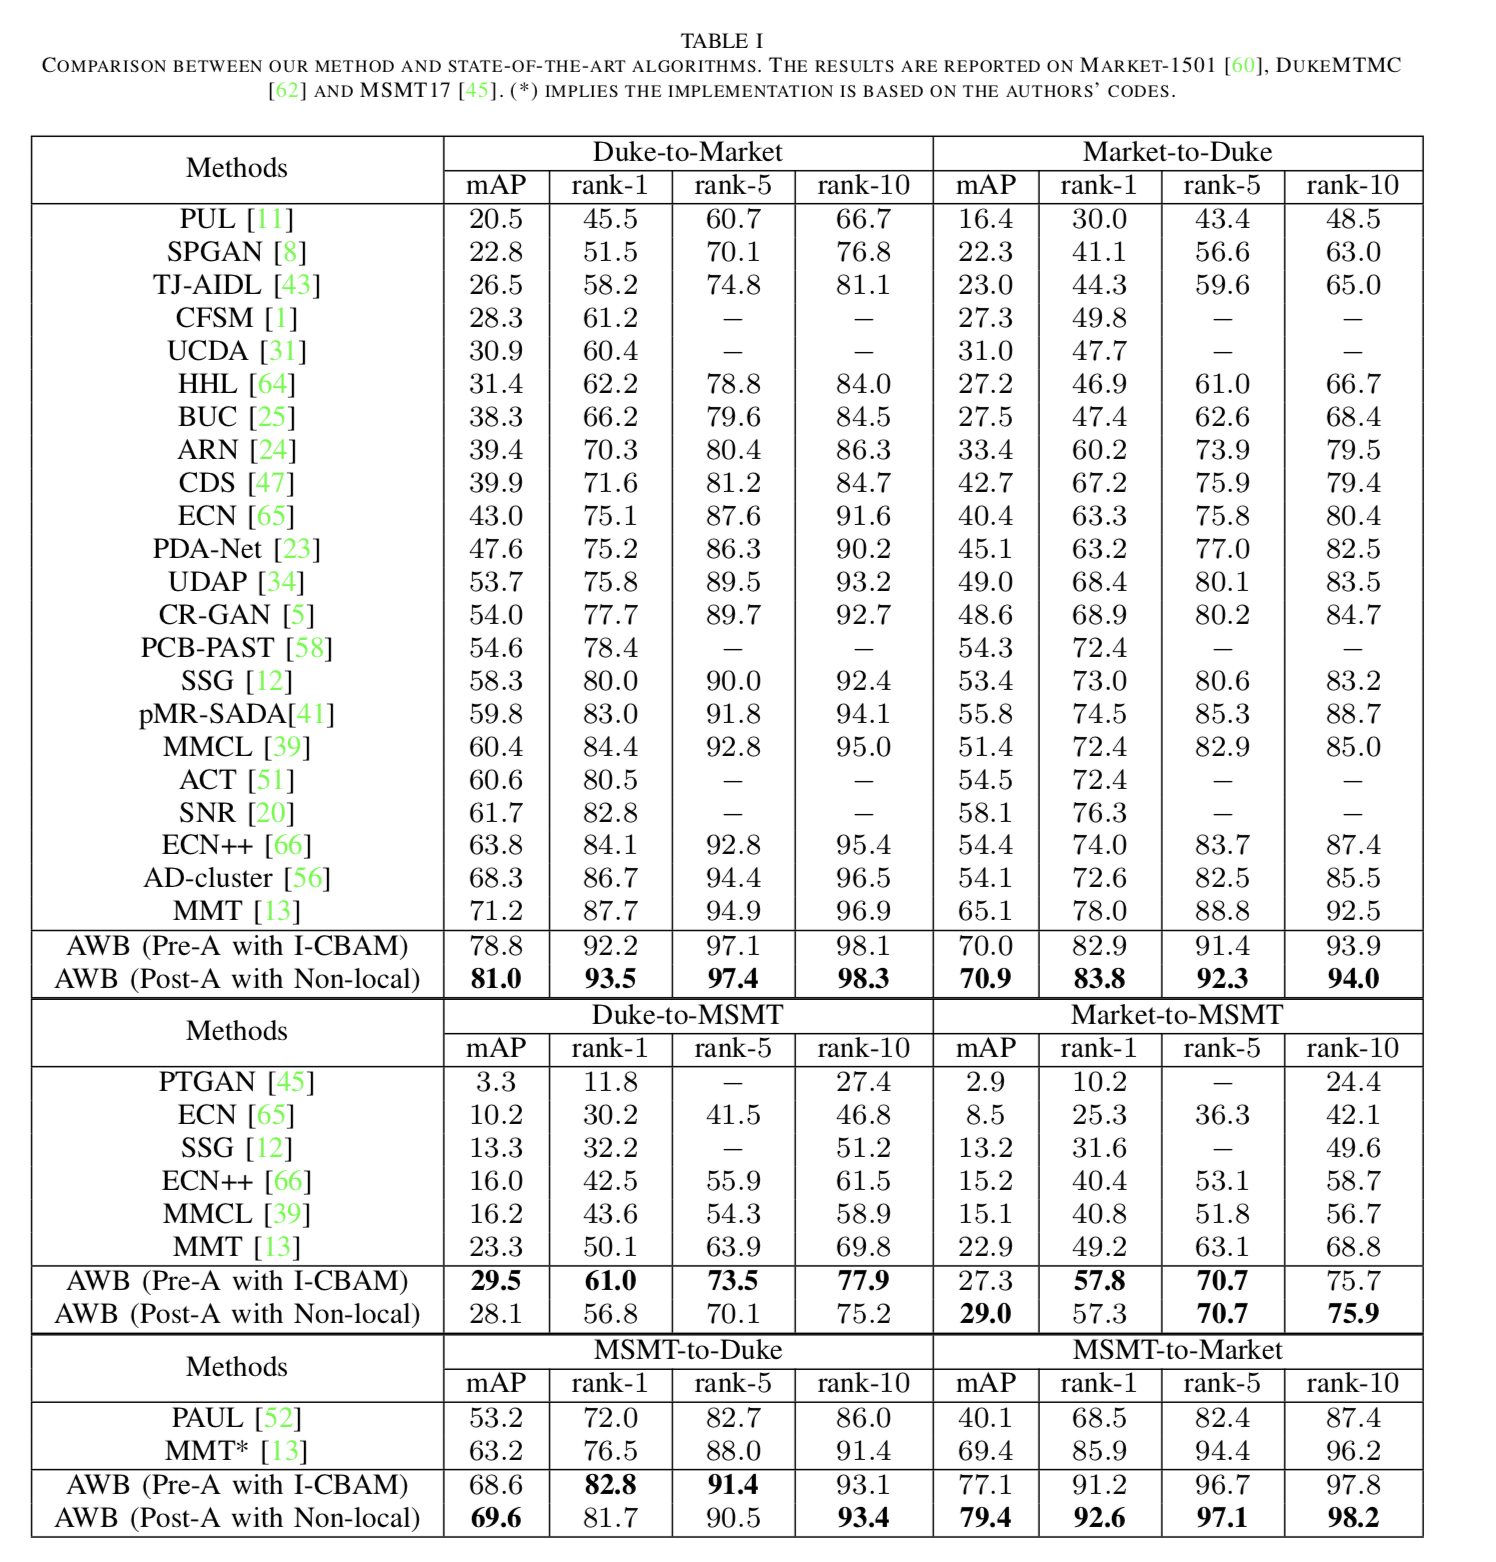 TABLE I
COMPARISON BETWEEN OUR METHOD AND STATE-OF-THE-ART ALGORITHMS. THE RESULTS ARE REPORTED ON MARKET-1501 [60], DUKEMTMC
[62] AND MSMT17 [45]. (*) IMPLIES THE IMPLEMENTATION IS BASED ON THE AUTHORS' CODES.
Methods Duke-to-Market Market-to-Duke
mAP rank-1 rank-5 rank-10 mAP rank-1 rank-5 rank-10
PUL [11] 20.5 45.5 60.7 66.7 16.4 30.0 43.4 48.5
SPGAN [8] 22.8 51.5 70.1 76.8 22.3 41.1 56.6 63.0
TJ-AIDL [43] 26.5 58.2 74.8 81.1 23.0 44.3 59.6 65.0
CFSM [1] 28.3 61.2 – – 27.3 49.8 – –
UCDA [31] 30.9 60.4 – – 31.0 47.7 – –
HHL [64] 31.4 62.2 78.8 84.0 27.2 46.9 61.0 66.7
BUC [25] 38.3 66.2 79.6 84.5 27.5 47.4 62.6 68.4
ARN [24] 39.4 70.3 80.4 86.3 33.4 60.2 73.9 79.5
CDS [47] 39.9 71.6 81.2 84.7 42.7 67.2 75.9 79.4
ECN [65] 43.0 75.1 87.6 91.6 40.4 63.3 75.8 80.4
PDA-Net [23] 47.6 75.2 86.3 90.2 45.1 63.2 77.0 82.5
UDAP [34] 53.7 75.8 89.5 93.2 49.0 68.4 80.1 83.5
CR-GAN [5] 54.0 77.7 89.7 92.7 48.6 68.9 80.2 84.7
PCB-PAST [58] 54.6 78.4 – – 54.3 72.4 – –
SSG [12] 58.3 80.0 90.0 92.4 53.4 73.0 80.6 83.2
pMR-SADA[41] 59.8 83.0 91.8 94.1 55.8 74.5 85.3 88.7
MMCL [39] 60.4 84.4 92.8 95.0 51.4 72.4 82.9 85.0
ACT [51] 60.6 80.5 – – 54.5 72.4 – –
SNR [20] 61.7 82.8 – – 58.1 76.3 – –
ECN++ [66] 63.8 84.1 92.8 95.4 54.4 74.0 83.7 87.4
AD-cluster [56] 68.3 86.7 94.4 96.5 54.1 72.6 82.5 85.5
MMT [13] 71.2 87.7 94.9 96.9 65.1 78.0 88.8 92.5
AWB (Pre-A with I-CBAM) 78.8 92.2 97.1 98.1 70.0 82.9 91.4 93.9
AWB (Post-A with Non-local) 81.0 93.5 97.4 98.3 70.9 83.8 92.3 94.0
Methods Duke-to-MSMT Market-to-MSMT
mAP rank-1 rank-5 rank-10 mAP rank-1 rank-5 rank-10
PTGAN [45] 3.3 11.8 – 27.4 2.9 10.2 – 24.4
ECN [65] 10.2 30.2 41.5 46.8 8.5 25.3 36.3 42.1
SSG [12] 13.3 32.2 – 51.2 13.2 31.6 – 49.6
ECN++ [66] 16.0 42.5 55.9 61.5 15.2 40.4 53.1 58.7
MMCL [39] 16.2 43.6 54.3 58.9 15.1 40.8 51.8 56.7
MMT [13] 23.3 50.1 63.9 69.8 22.9 49.2 63.1 68.8
AWB (Pre-A with I-CBAM) 29.5 61.0 73.5 77.9 27.3 57.8 70.7 75.7
AWB (Post-A with Non-local) 28.1 56.8 70.1 75.2 29.0 57.3 70.7 75.9
Methods MSMT-to-Duke MSMT-to-Market
mAP rank-1 rank-5 rank-10 mAP rank-1 rank-5 rank-10
PAUL [52] 53.2 72.0 82.7 86.0 40.1 68.5 82.4 87.4
MMT* [13] 63.2 76.5 88.0 91.4 69.4 85.9 94.4 96.2
AWB (Pre-A with I-CBAM) 68.6 82.8 91.4 93.1 77.1 91.2 96.7 97.8
AWB (Post-A with Non-local) 69.6 81.7 90.5 93.4 79.4 92.6 97.1 98.2